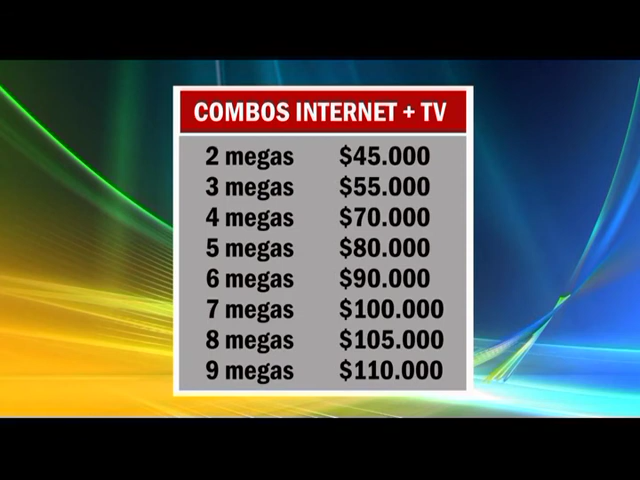 COMBOS INTERNET + TV
2 megas $45.000
3 megas $55.000
4 megas $70.000
5 megas $80.000
6 megas $90.000
7 megas $100.000
8 megas $105.000
9 megas $110.000